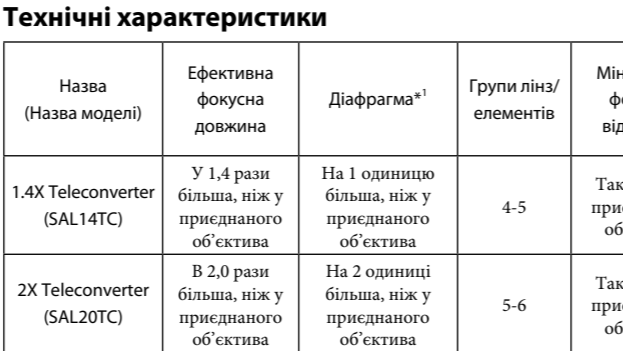 Технічні характеристики
Назва
(Назва моделі)
Ефективна
фокусна
довжина
Діафрагма*¹
Групи лінз/
елементів
1.4X Teleconverter
(SAL14TC)
У 1,4 рази
більша, ніж у
приєднаного
об’єктива
На 1 одиницю
більша, ніж у
приєднаного
об’єктива
4-5
2X Teleconverter
(SAL20TC)
В 2,0 рази
більша, ніж у
приєднаного
об’єктива
На 2 одиниці
більша, ніж у
приєднаного
об’єктива
5-6